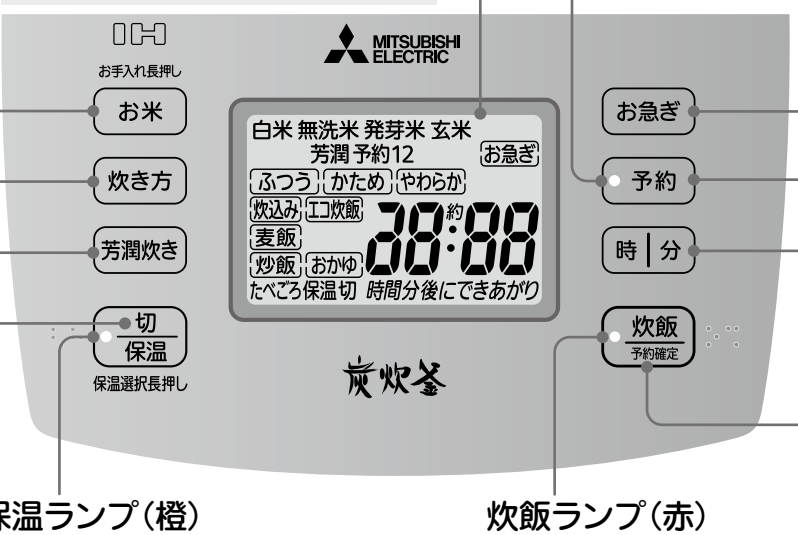 IH
お手入れ長押し
MITSUBISHI
ELECTRIC
お米
炊き方
芳潤炊き
切
保温
保温選択長押し
白米 無洗米 発芽米 玄米
芳潤 予約12
お急ぎ
ふつう かため やわらか
炊込み エコ炊飯
約
38:88
麦飯
炒飯 おかゆ
たべごろ保温切 時間分後にできあがり
お急ぎ
予約
時 分
炊飯
予約確定
炭炊釜
保温ランプ(橙)
炊飯ランプ(赤)